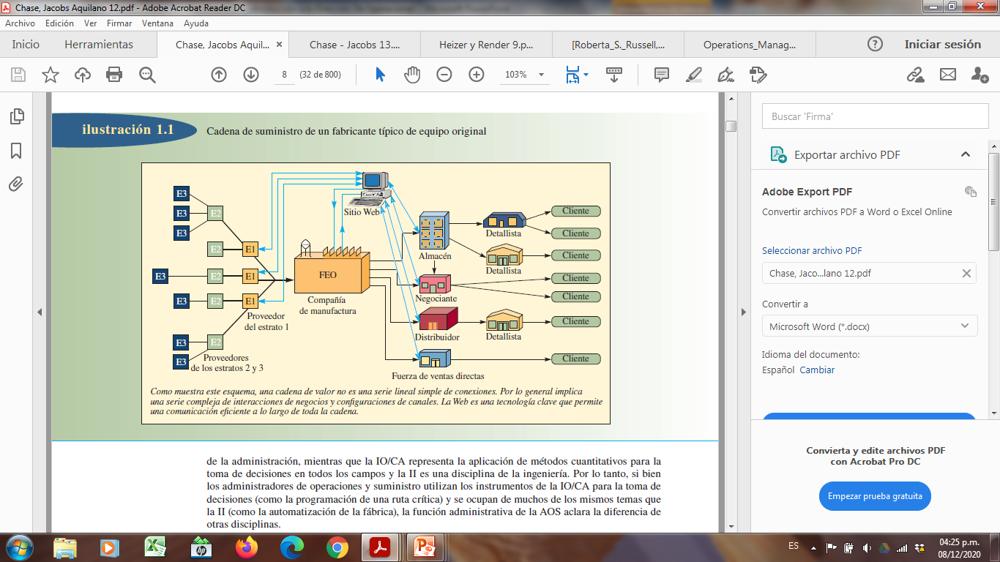 Chase, Jacobs Aquilano 12.pdf - Adobe Acrobat Reader DC
Archivo Edición Ver Firmar Ventana Ayuda
Inicio Herramientas Chase, Jacobs Aquil... × Chase - Jacobs 13.... Heizer y Render 9.p... [Roberta_S._Russell,... Operations_Manag... Iniciar sesión
8 (32 de 800) 103%
ilustración 1.1 Cadena de suministro de un fabricante típico de equipo original
E3
E3
E3
E2
E2
E1
E3
E2
E1
E3
E2
E1
E3
E2
E3
Proveedor
del estrato 1
Proveedores
de los estratos 2 y 3
Sitio Web
FEO
Compañía
de manufactura
Almacén
Negociante
Distribuidor
Fuerza de ventas directas
Detallista
Detallista
Detallista
Cliente
Cliente
Cliente
Cliente
Cliente
Cliente
Cliente
Como muestra este esquema, una cadena de valor no es una serie lineal simple de conexiones. Por lo general implica
una serie compleja de interacciones de negocios y configuraciones de canales. La Web es una tecnología clave que permite
una comunicación eficiente a lo largo de toda la cadena.
de la administración, mientras que la IO/CA representa la aplicación de métodos cuantitativos para la
toma de decisiones en todos los campos y la II es una disciplina de la ingeniería. Por lo tanto, si bien
los administradores de operaciones y suministro utilizan los instrumentos de la IO/CA para la toma de
decisiones (como la programación de una ruta crítica) y se ocupan de muchos de los mismos temas que
la II (como la automatización de la fábrica), la función administrativa de la AOS aclara la diferencia de
otras disciplinas.
Buscar 'Firma'
Exportar archivo PDF
Adobe Export PDF
Convertir archivos PDF a Word o Excel Online
Seleccionar archivo PDF
Chase, Jaco...lano 12.pdf
Convertir a
Microsoft Word (*.docx)
Idioma del documento:
Español Cambiar
Convierta y edite archivos PDF
con Acrobat Pro DC
Empezar prueba gratuita
ES
04:25 p.m.
08/12/2020